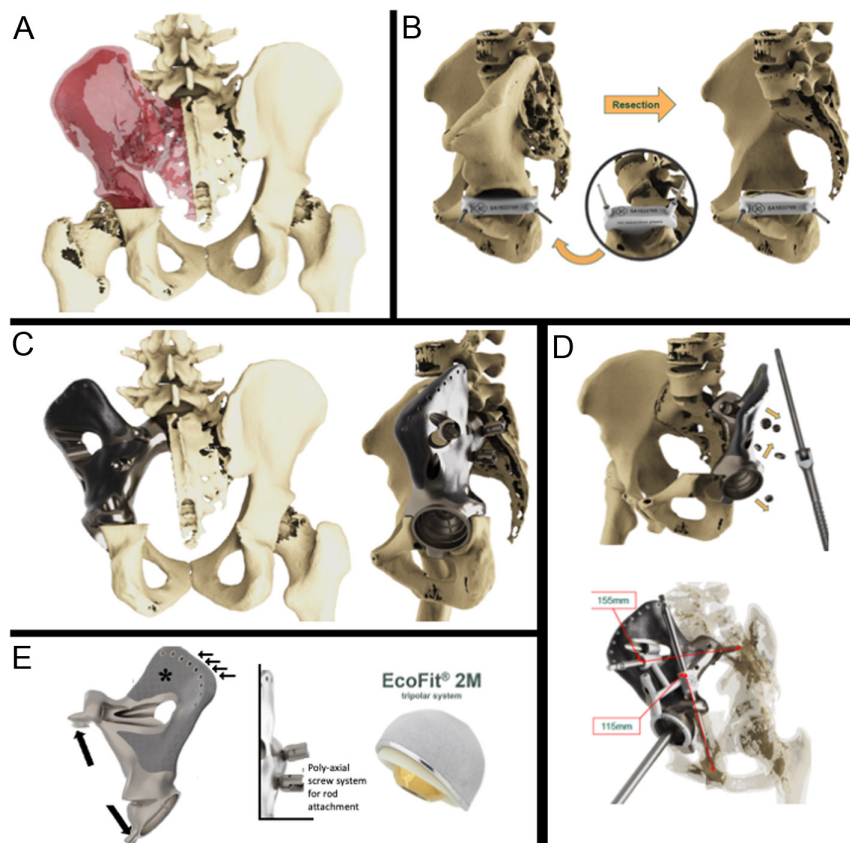 A
B
Resection
C
D
155mm
115mm
E
EcoFit® 2M
tripolar system
Poly-axial
screw system
for rod
attachment